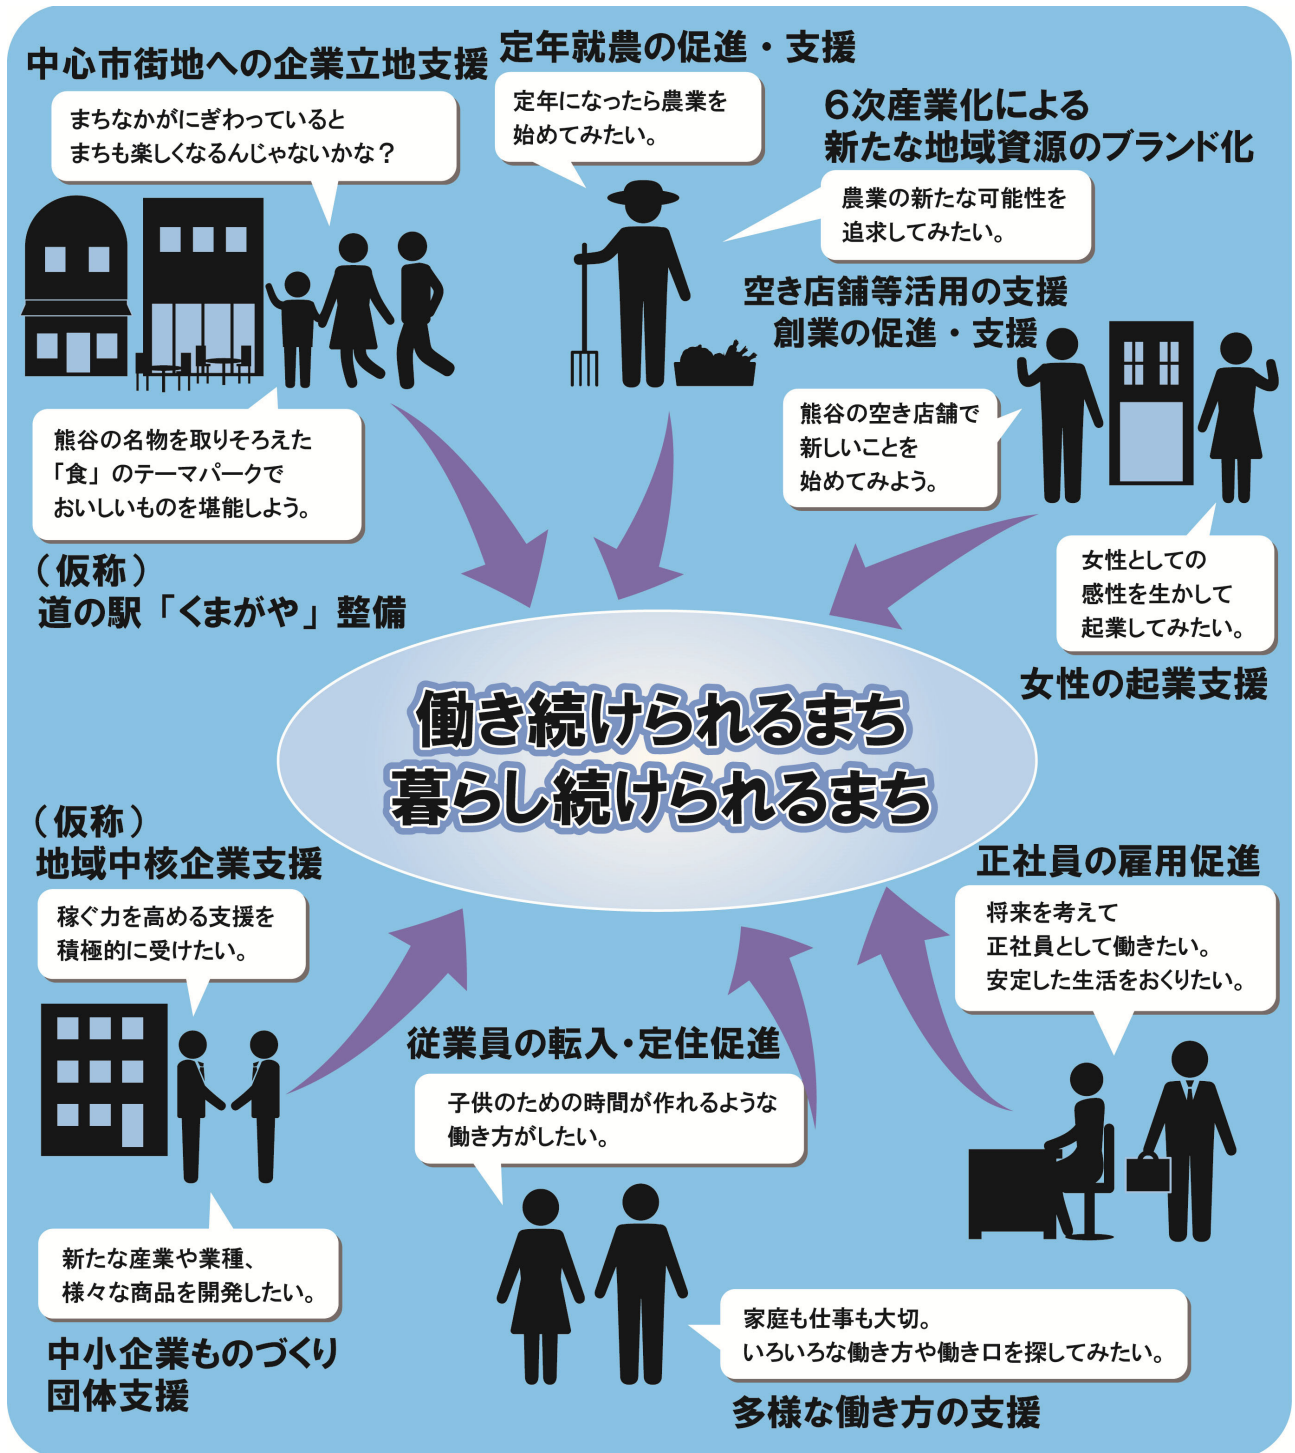 中心市街地への企業立地支援
まちなかがにぎわっていると
まちも楽しくなるんじゃないかな？
定年就農の促進・支援
定年になったら農業を
始めてみたい。
6次産業化による
新たな地域資源のブランド化
農業の新たな可能性を
追求してみたい。
空き店舗等活用の支援
創業の促進・支援
熊谷の空き店舗で
新しいことを
始めてみよう。
女性としての
感性を生かして
起業してみたい。
女性の起業支援
熊谷の名物を取りそろえた
「食」のテーマパークで
おいしいものを堪能しよう。
（仮称）
道の駅「くまがや」整備
働き続けられるまち
暮らし続けられるまち
（仮称）
地域中核企業支援
稼ぐ力を高める支援を
積極的に受けたい。
新たな産業や業種、
様々な商品を開発したい。
中小企業ものづくり
団体支援
従業員の転入・定住促進
子供のための時間が作れるような
働き方がしたい。
家庭も仕事も大切。
いろいろな働き方や働き口を探してみたい。
多様な働き方の支援
正社員の雇用促進
将来を考えて
正社員として働きたい。
安定した生活をおくりたい。